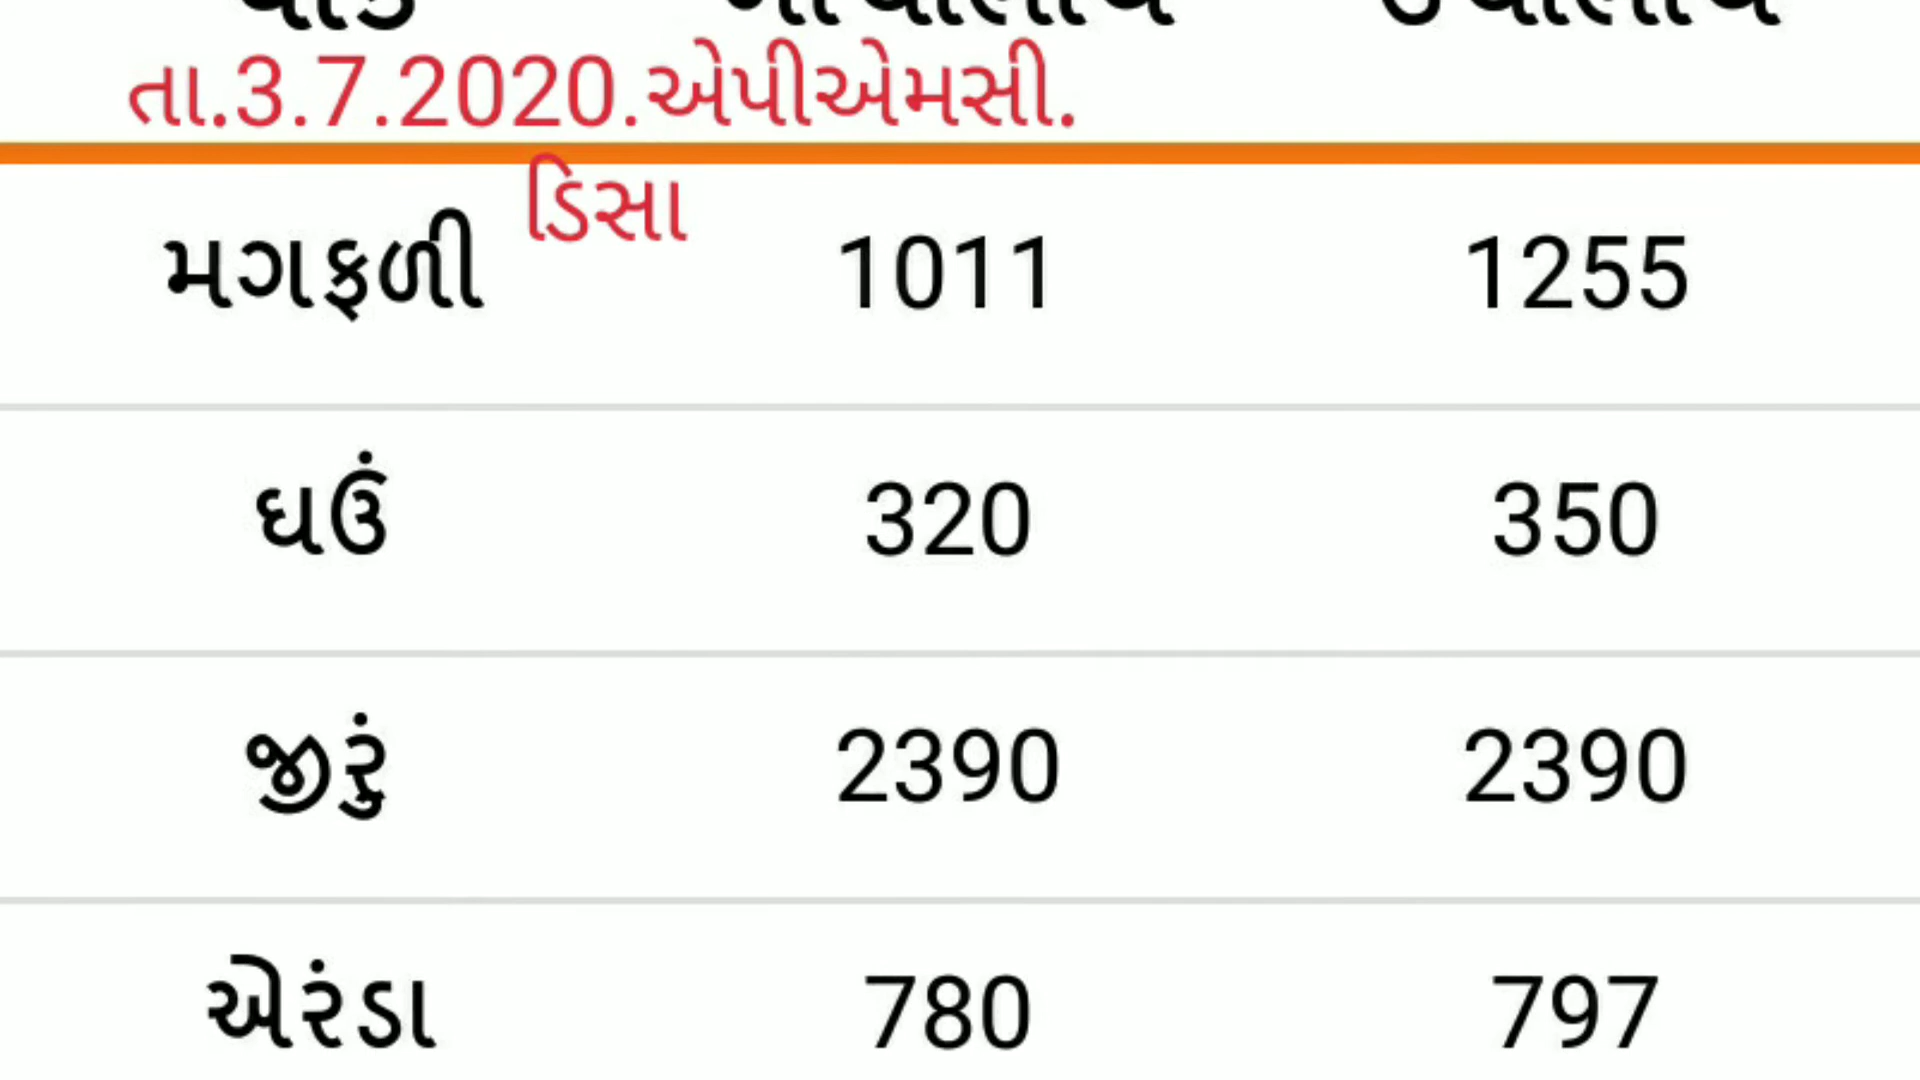 તા.3.7.2020.એપીએમસી.
ડિસા
મગફળી 1011 1255
ઘઉં 320 350
જીરું 2390 2390
એરંડા 780 797